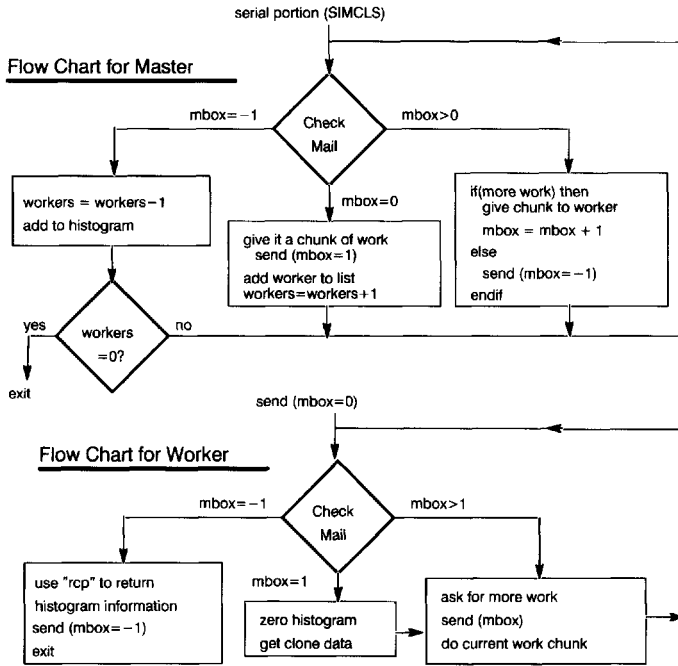 serial portion (SIMCLS)
Flow Chart for Master
mbox=-1
Check
Mail
mbox>0
mbox=0
workers = workers-1
add to histogram
give it a chunk of work
send (mbox=1)
add worker to list
workers=workers+1
if(more work) then
give chunk to worker
mbox = mbox + 1
else
send (mbox=-1)
endif
yes
workers
=0?
no
exit
send (mbox=0)
Flow Chart for Worker
mbox=-1
Check
Mail
mbox>1
mbox=1
use "rcp" to return
histogram information
send (mbox=-1)
exit
zero histogram
get clone data
ask for more work
send (mbox)
do current work chunk